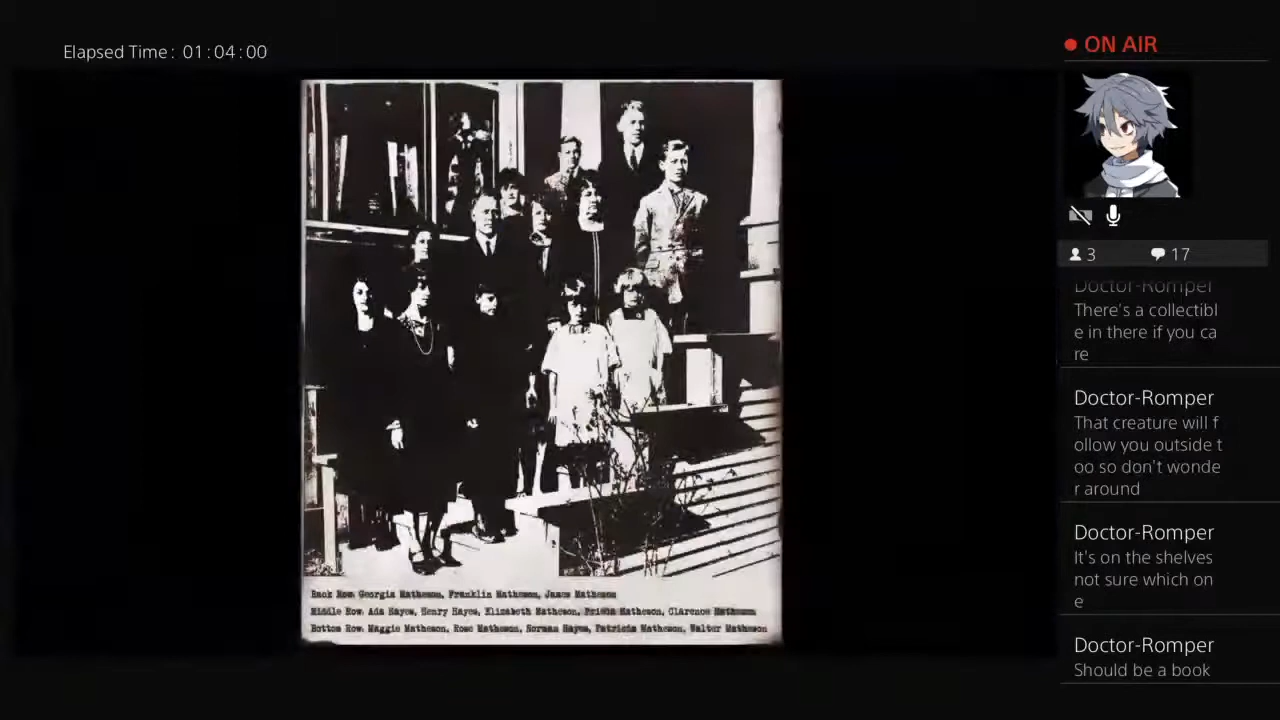 Elapsed Time: 01:04:00
ON AIR
3
17
Doctor-Romper
There's a collectibl
e in there if you ca
re
Doctor-Romper
That creature will f
ollow you outside t
oo so don't wonde
r around
Doctor-Romper
It's on the shelves
not sure which on
e
Doctor-Romper
Should be a book
Back Row Georgia Matheson, Franklin Matheson, James Matheson
Middle Row Ada Hayes, Henry Hayes, Elizabeth Matheson, Matheson, Clarence Matheson
Bottom Row Maggie Matheson, Rose Matheson, Norman Hayes, Patricia Matheson, Walter Matheson